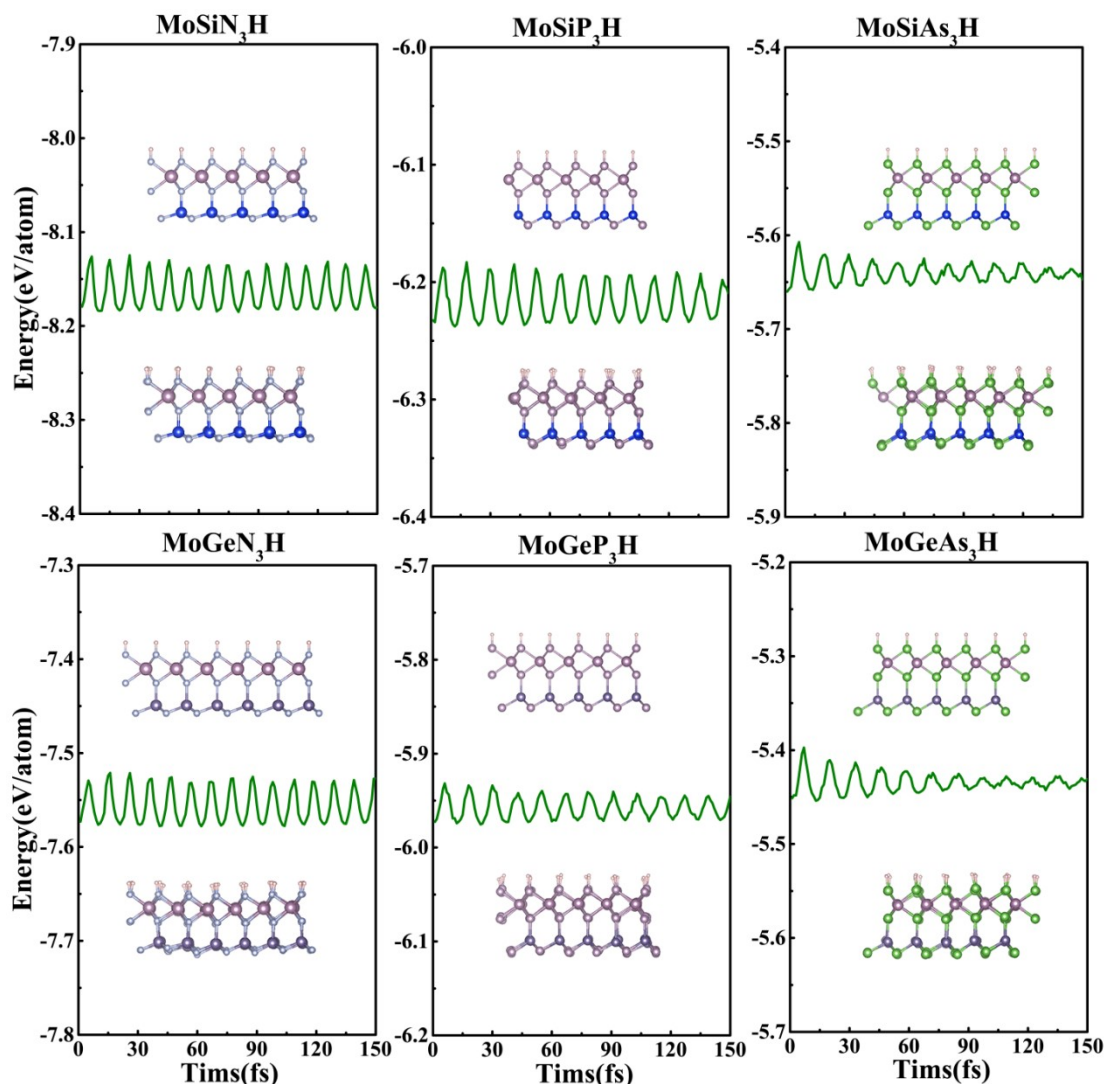 MoSiN₃H
MoSiP₃H
MoSiAs₃H
Energy(eV/atom)
-7.9
-8.0
-8.1
-8.2
-8.3
-8.4
-6.0
-6.1
-6.2
-6.3
-6.4
-5.4
-5.5
-5.6
-5.7
-5.8
-5.9
MoGeN₃H
MoGeP₃H
MoGeAs₃H
Energy(eV/atom)
-7.3
-7.4
-7.5
-7.6
-7.7
-7.8
-5.7
-5.8
-5.9
-6.0
-6.1
-6.2
-5.2
-5.3
-5.4
-5.5
-5.6
-5.7
0 30 60 90 120 150
0 30 60 90 120 150
0 30 60 90 120 150
Tims(fs)
Tims(fs)
Tims(fs)